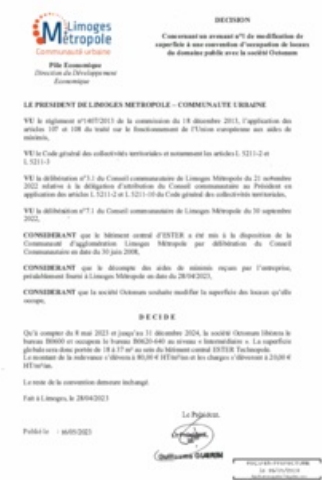 Limoges
Métropole
Communauté urbaine
Pôle Economique
Direction du Développement
Economique
DECISION
Concernant un avenant n°1 de modification de
superficie à une convention d'occupation de locaux
du domaine public avec la société
LE PRESIDENT DE LIMOGES METROPOLE – COMMUNAUTE URBAINE
VU le règlement n°1407/2013 de la commission du 18 décembre 2013, l'application des
articles 107 et 108 du traité sur le fonctionnement de l'Union européenne aux aides de
minimis,
VU le Code général des collectivités territoriales et notamment les articles L 5211-2 et
L 5211-3
VU la délibération n°3.1 du Conseil communautaire de Limoges Métropole du 21 novembre
2022 relative à la délégation d'attribution du Conseil communautaire au Président en
application des articles L 5211-2 et L 5211-10 du Code général des collectivités territoriales,
VU la délibération n°7.1 du Conseil communautaire de Limoges Métropole du 30 septembre
2022,
CONSIDERANT que le bâtiment central d'ESTER a été mis à la disposition de la
Communauté d'agglomération Limoges Métropole par délibération du Conseil
Communautaire en date du 30 juin 2008,
CONSIDERANT que le décompte des aides de minimis reçues par l'entreprise,
préalablement fourni à Limoges Métropole en date du 28/04/2023,
CONSIDERANT que la société souhaite modifier la superficie des locaux qu'elle
occupe,
D E C I D E
Qu'à compter du 8 mai 2023 et jusqu'au 31 décembre 2024, la société libérera le
bureau B0600 et occupera le bureau B0620-640 au niveau « Intermédiaire ». La superficie
globale sera donc portée de 18 à 37 m² au sein du bâtiment central ESTER Technopole.
Le montant de la redevance s'élèvera à 80,00 € HT/m²/an et les charges s'élèveront à
HT/m²/an.
Le reste de la convention demeure inchangé.
Fait à Limoges, le 28/04/2023
Le Président,
Publié le : 16/05/2023
Guillaume GUERIN